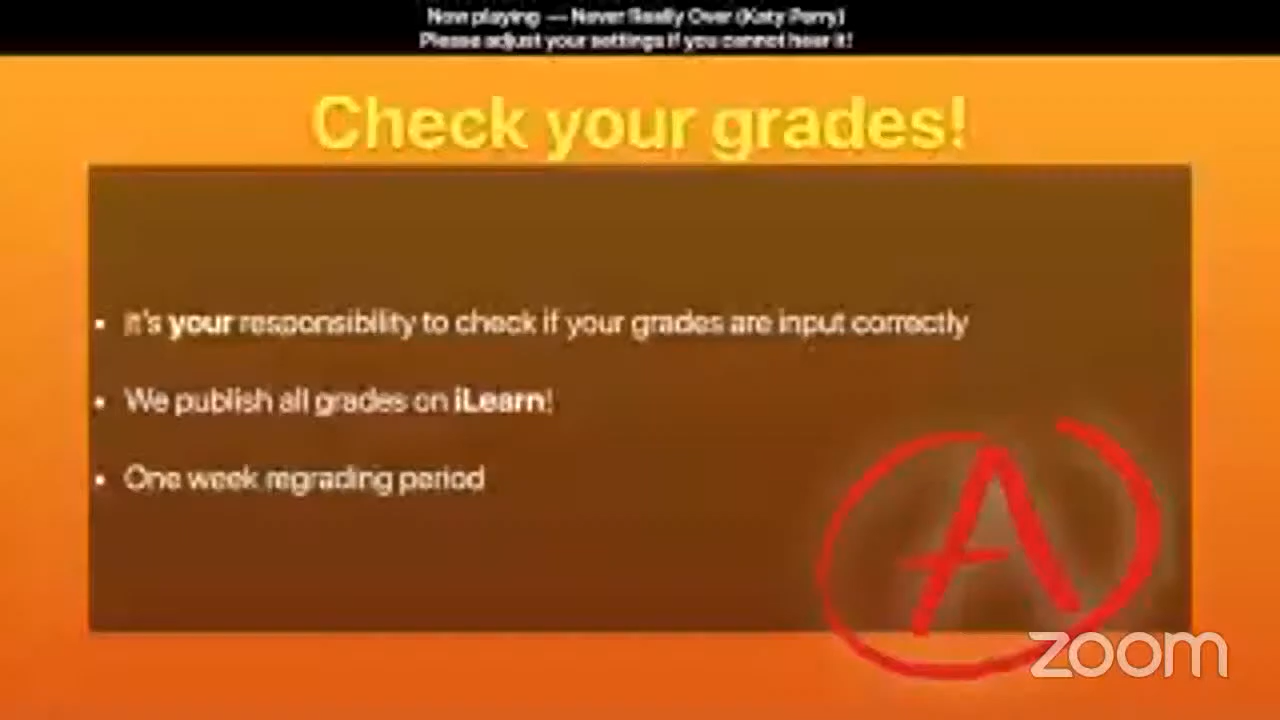 Now playing — Never Really Over (Katy Perry)
Please adjust your settings if you cannot hear it!
Check your grades!
• It's your responsibility to check if your grades are input correctly
• We publish all grades on iLearn!
• One week regrading period
A
zoom